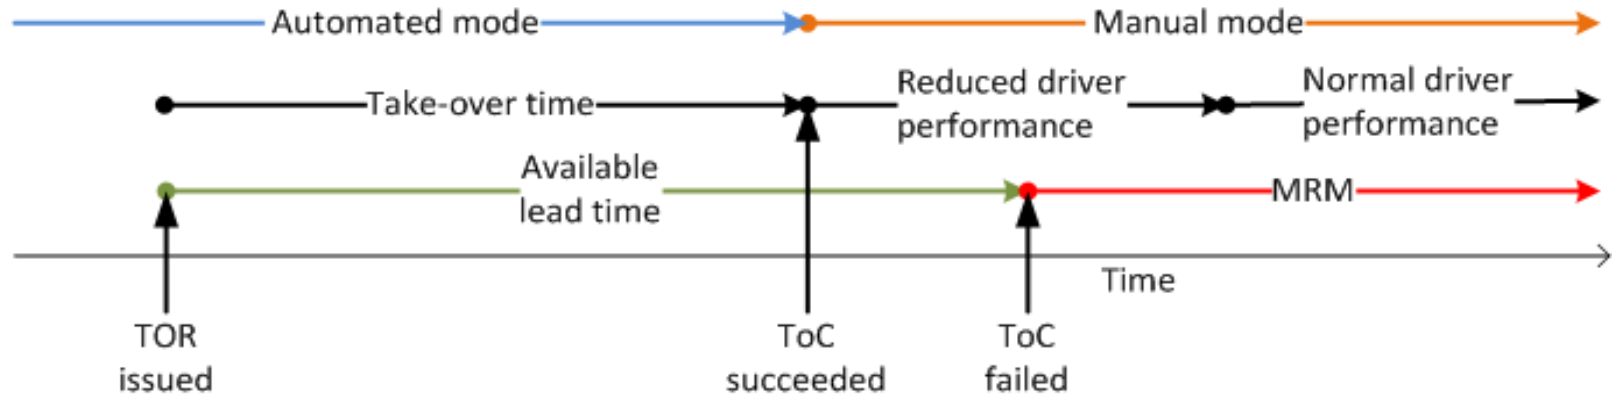 Automated mode
Manual mode
Take-over time
Reduced driver
performance
Normal driver
performance
Available
lead time
MRM
Time
TOR
issued
ToC
succeeded
ToC
failed